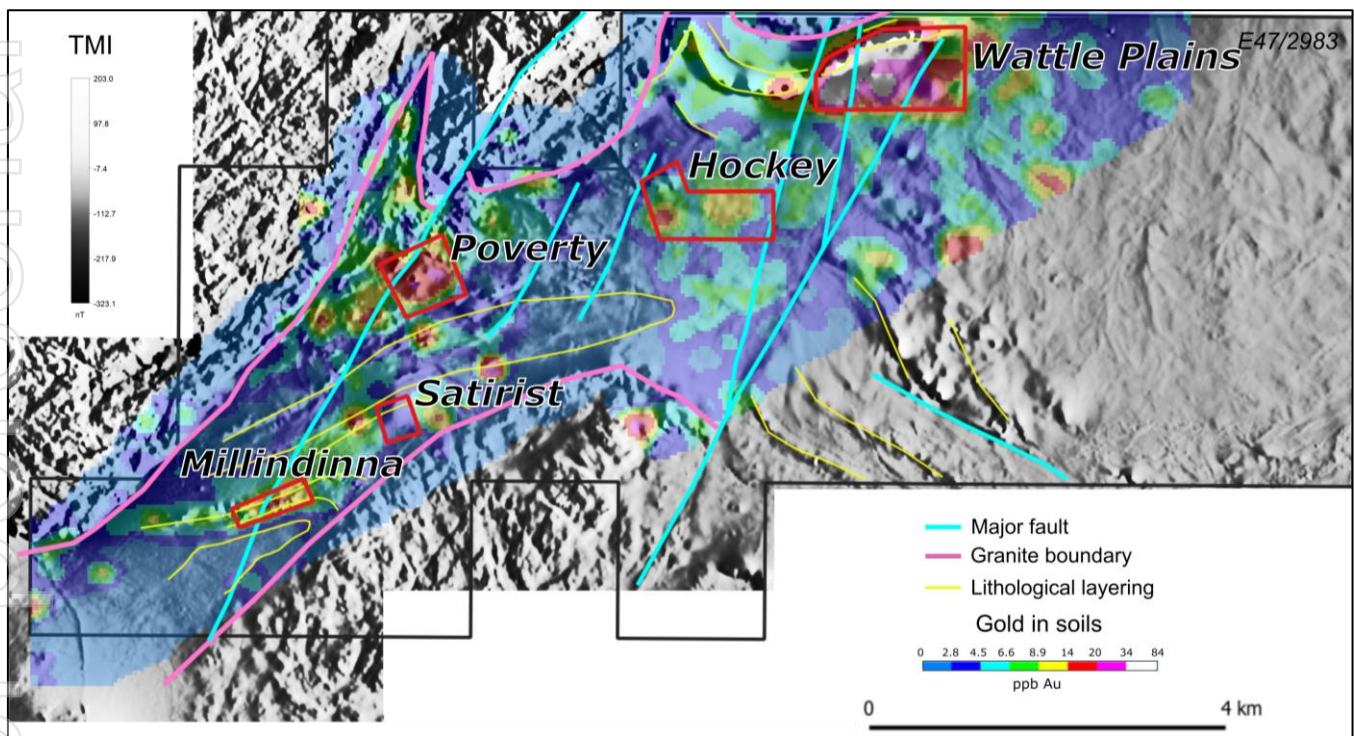 TMI
203.0
97.8
-7.4
-112.7
-217.9
-323.1
nT
E47/2983
Wattle Plains
Hockey
Poverty
Satirist
Millindinna
Major fault
Granite boundary
Lithological layering
Gold in soils
0 2.8 4.5 6.6 8.9 14 20 34 84
ppb Au
0 4 km